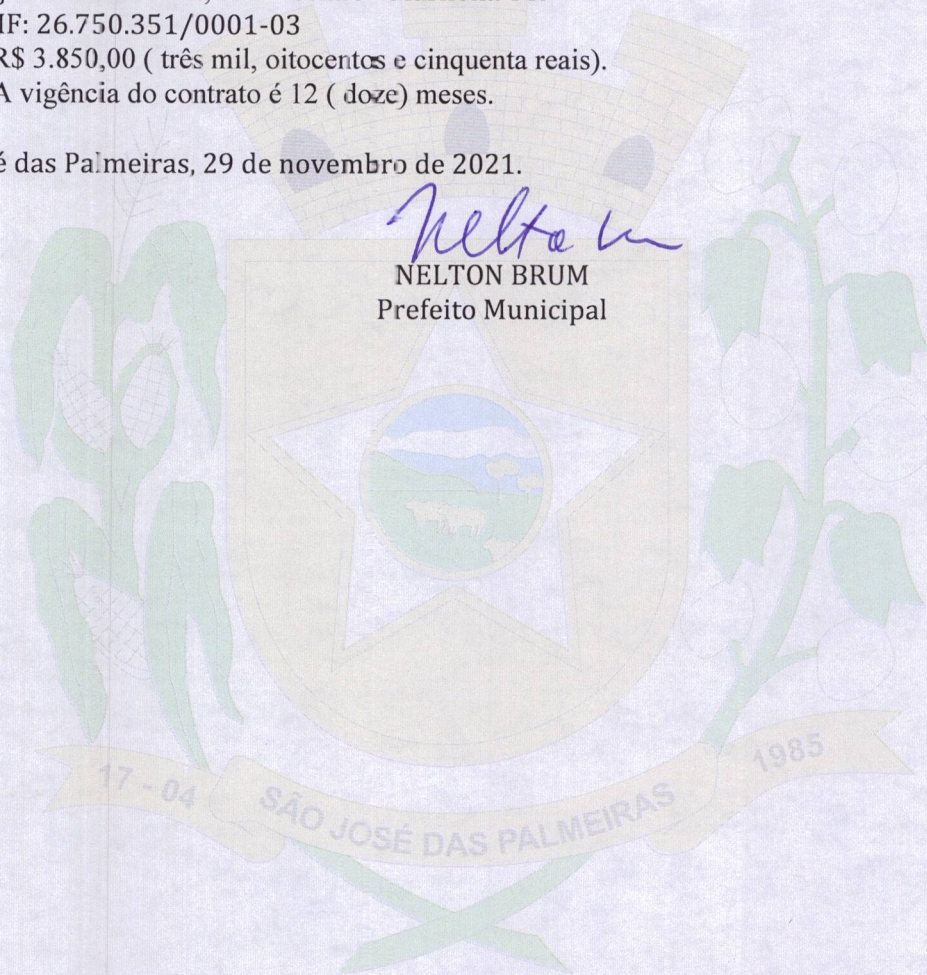 IF: 26.750.351/0001-03
R$ 3.850,00 ( três mil, oitocentos e cinquenta reais).
A vigência do contrato é 12 ( doze) meses.
é das Palmeiras, 29 de novembro de 2021.
NELTON BRUM
Prefeito Municipal
17 - 04
SÃO JOSÉ DAS PALMEIRAS
1985